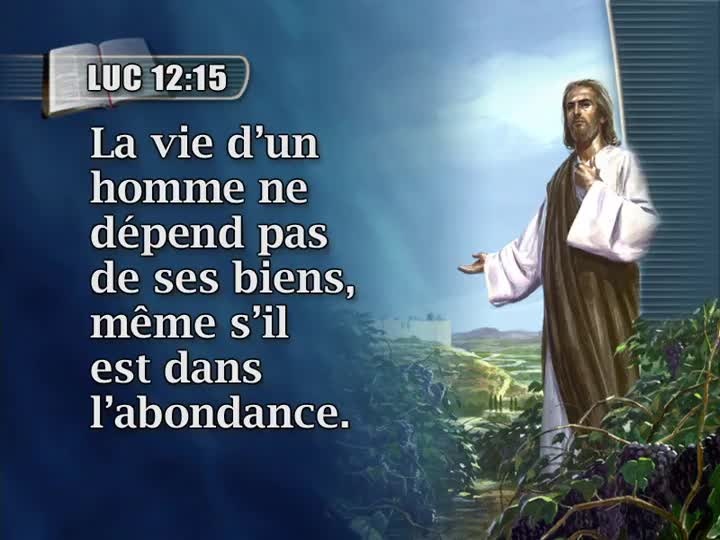 LUC 12:15
La vie d’un
homme ne
dépend pas
de ses biens,
même s’il
est dans
l’abondance.